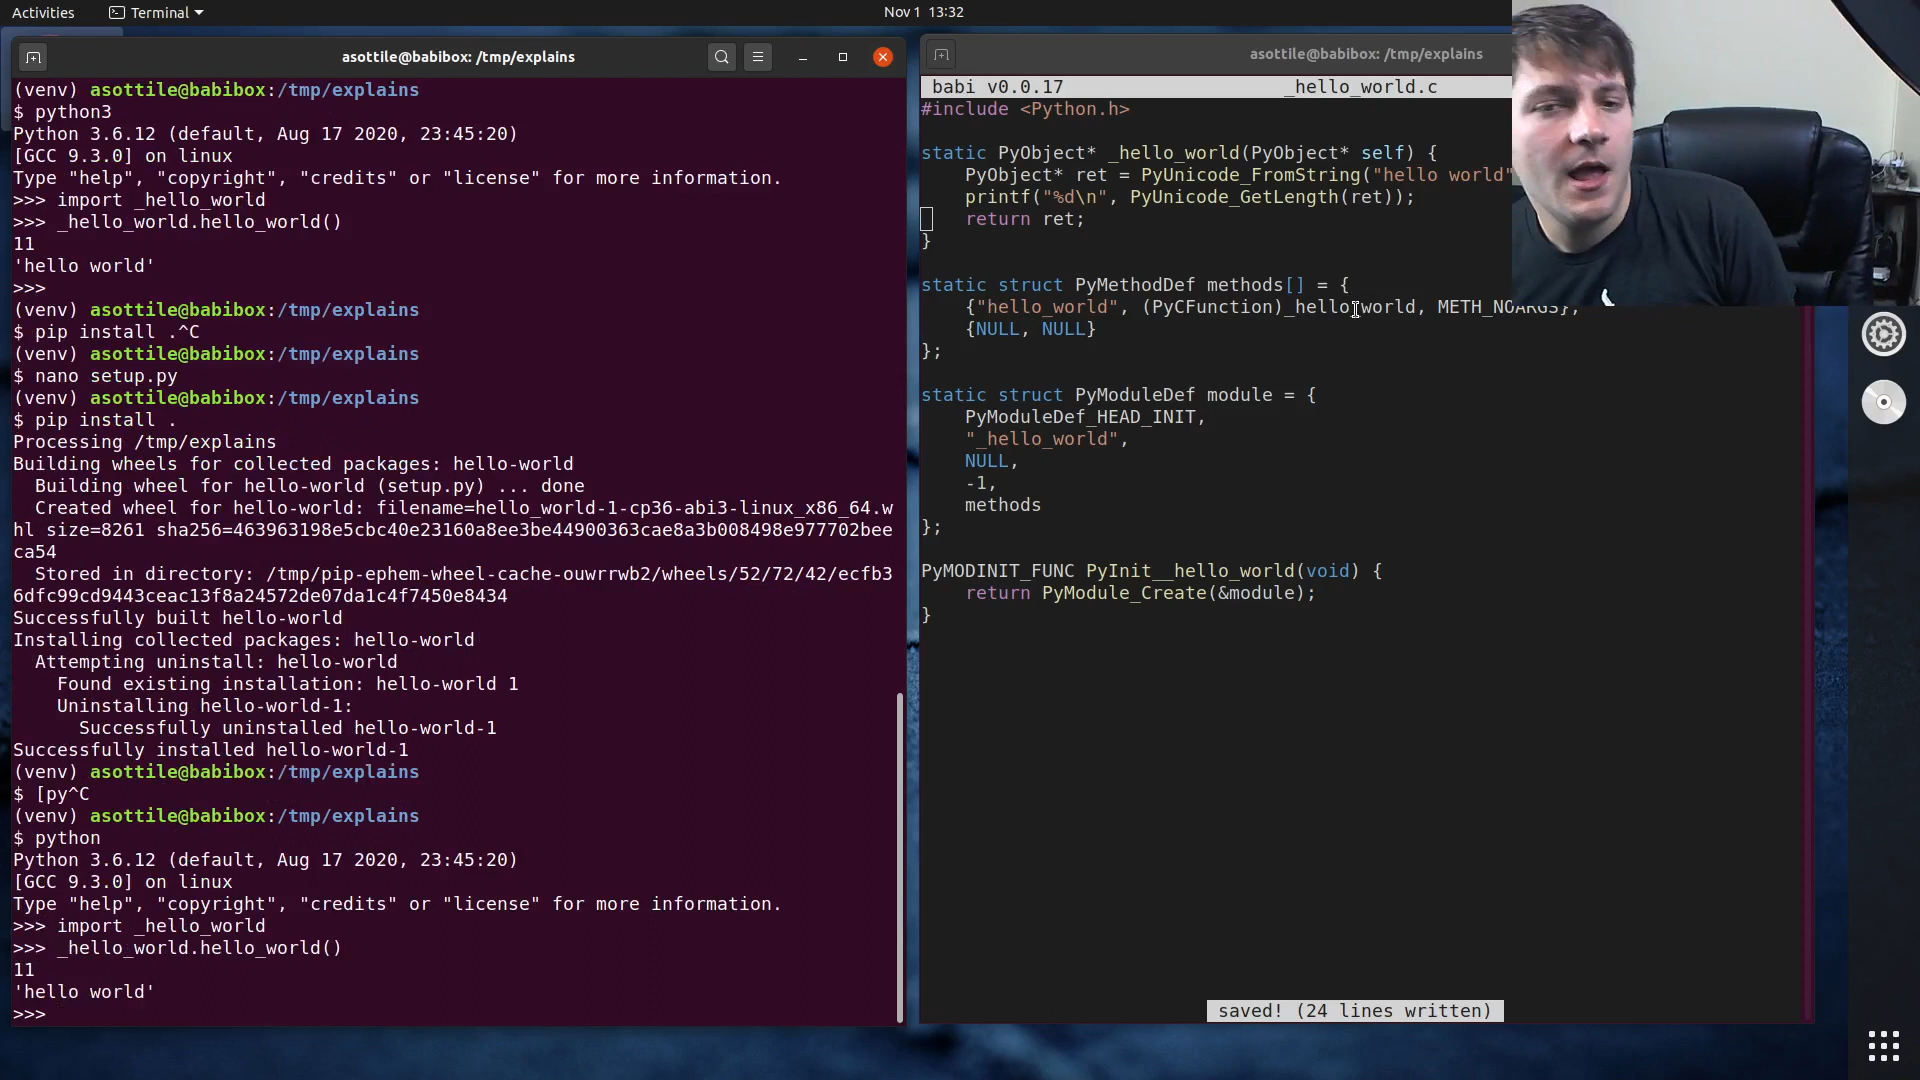 Activities
Terminal
Nov 1 13:32
asottile@babibox: /tmp/explains
(venv) asottile@babibox:/tmp/explains
$ python3
Python 3.6.12 (default, Aug 17 2020, 23:45:20)
[GCC 9.3.0] on linux
Type "help", "copyright", "credits" or "license" for more information.
>>> import _hello_world
>>> _hello_world.hello_world()
11
'hello world'
>>>
(venv) asottile@babibox:/tmp/explains
$ pip install .^C
(venv) asottile@babibox:/tmp/explains
$ nano setup.py
(venv) asottile@babibox:/tmp/explains
$ pip install .
Processing /tmp/explains
Building wheels for collected packages: hello-world
Building wheel for hello-world (setup.py) ... done
Created wheel for hello-world: filename=hello_world-1-cp36-abi3-linux_x86_64.w
hl size=8261 sha256=463963198e5cbc40e23160a8ee3be44900363cae8a3b008498e977702bee
ca54
Stored in directory: /tmp/pip-ephem-wheel-cache-ouwrrwb2/wheels/52/72/42/ecfb3
6dfc99cd9443ceac13f8a24572de07da1c4f7450e8434
Successfully built hello-world
Installing collected packages: hello-world
Attempting uninstall: hello-world
Found existing installation: hello-world 1
Uninstalling hello-world-1:
Successfully uninstalled hello-world-1
Successfully installed hello-world-1
(venv) asottile@babibox:/tmp/explains
$ [py^C
(venv) asottile@babibox:/tmp/explains
$ python
Python 3.6.12 (default, Aug 17 2020, 23:45:20)
[GCC 9.3.0] on linux
Type "help", "copyright", "credits" or "license" for more information.
>>> import _hello_world
>>> _hello_world.hello_world()
11
'hello world'
>>>
asottile@babibox: /tmp/explains
babi v0.0.17 _hello_world.c
#include <Python.h>
static PyObject* _hello_world(PyObject* self) {
PyObject* ret = PyUnicode_FromString("hello world"
printf("%d\n", PyUnicode_GetLength(ret));
return ret;
}
static struct PyMethodDef methods[] = {
{"hello_world", (PyCFunction)_hello_world, METH_NOARGS},
{NULL, NULL}
};
static struct PyModuleDef module = {
PyModuleDef_HEAD_INIT,
"_hello_world",
NULL,
-1,
methods
};
PyMODINIT_FUNC PyInit__hello_world(void) {
return PyModule_Create(&module);
}
saved! (24 lines written)